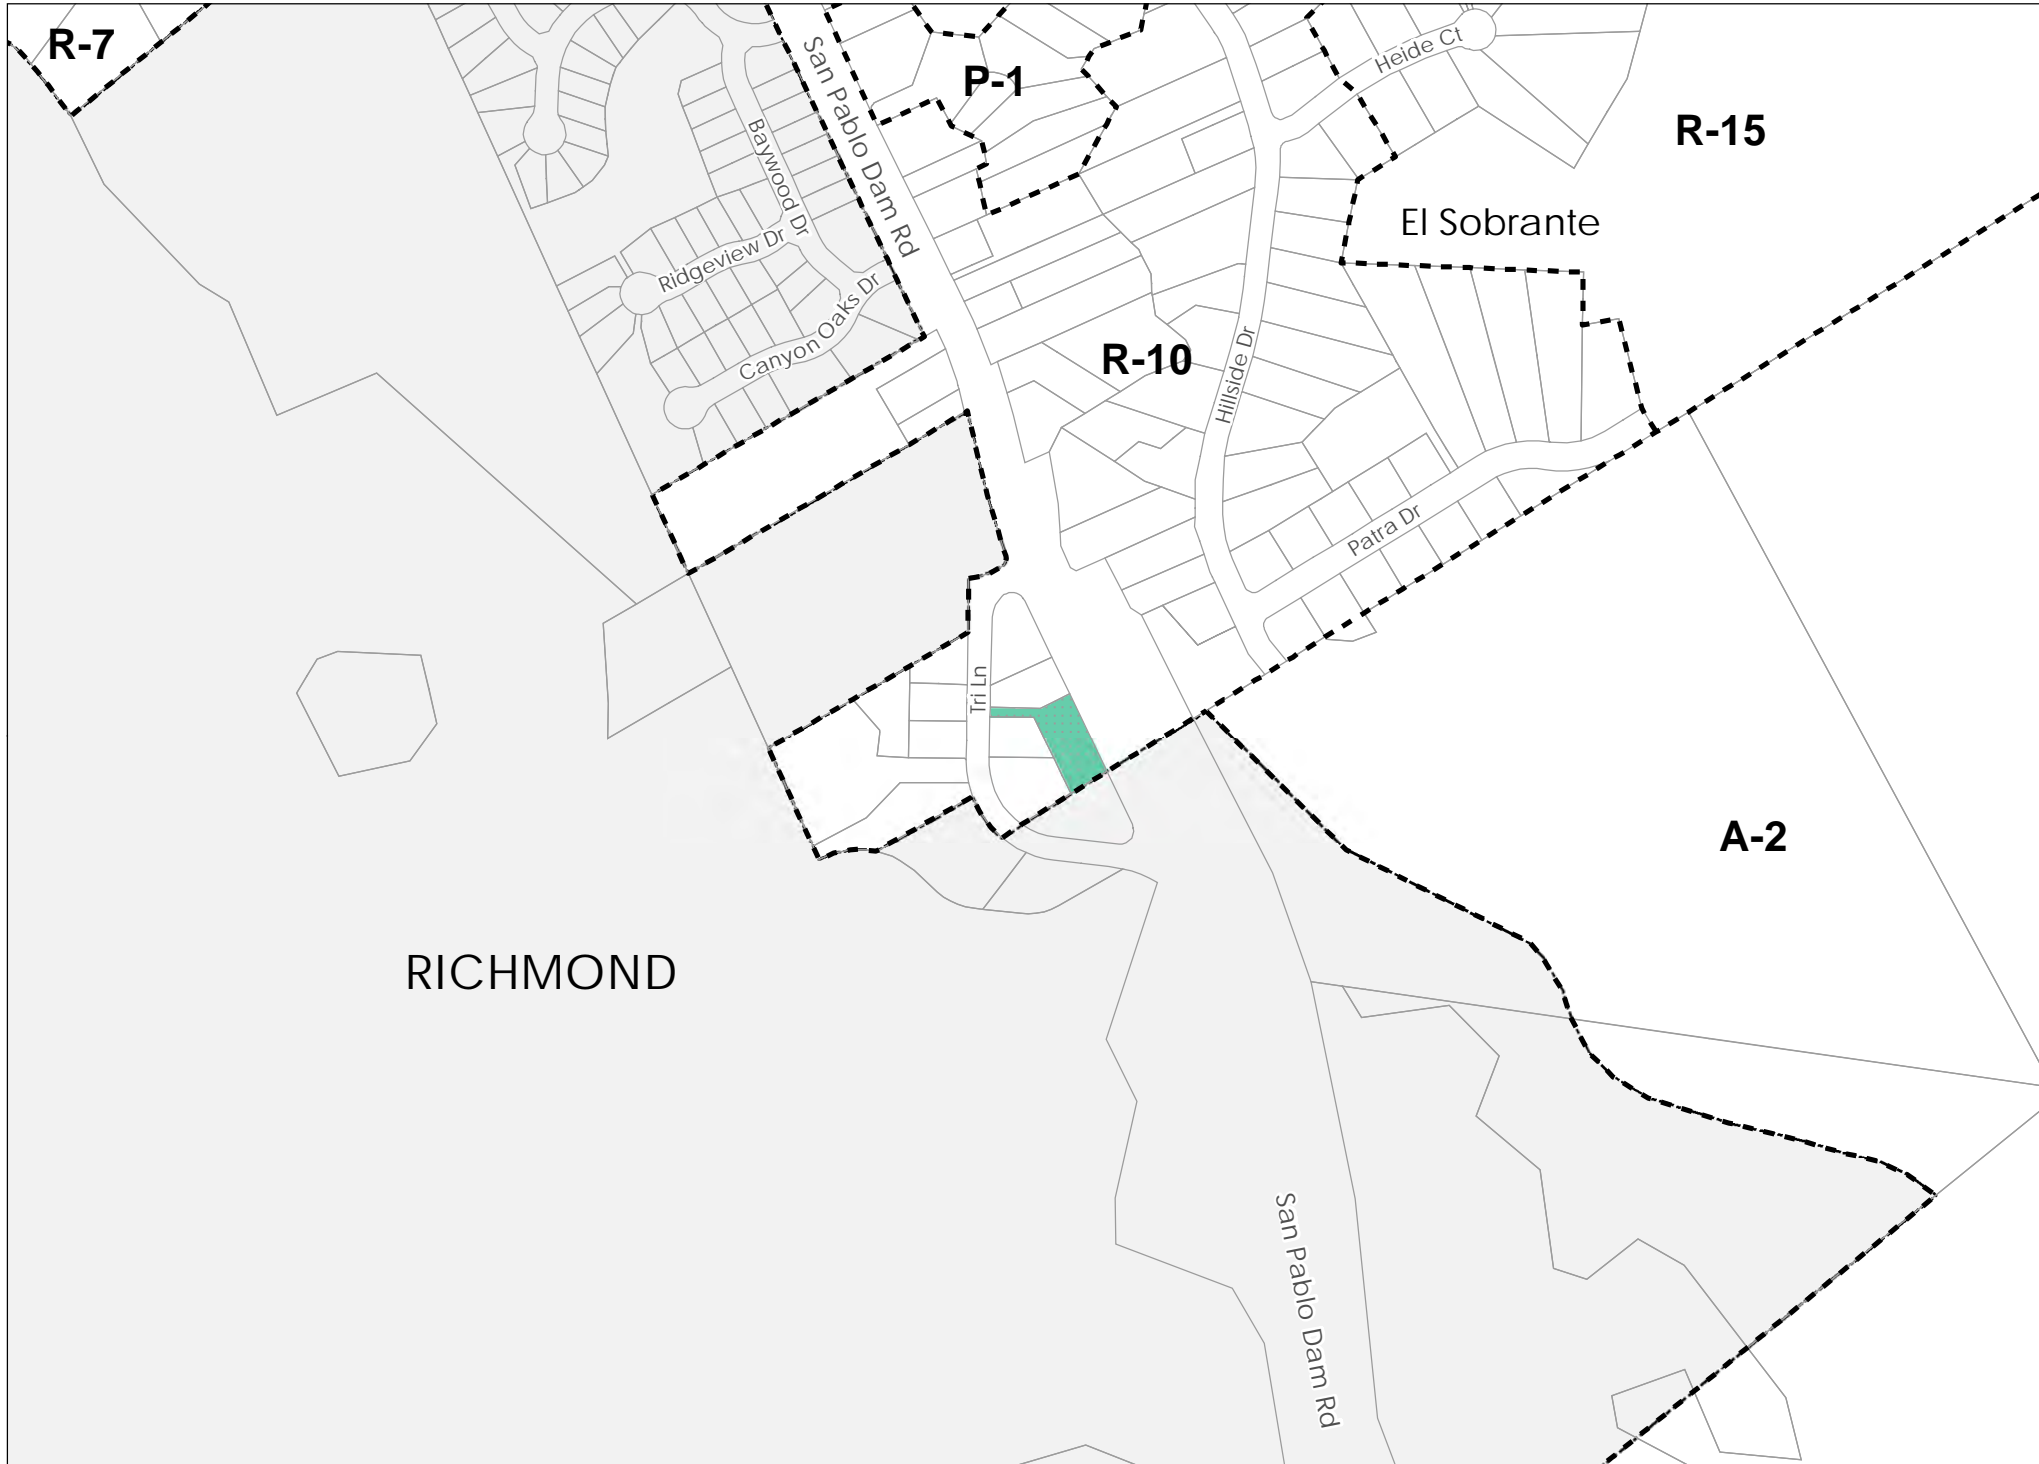 R-7
P-1
Heide Ct
R-15
San Pablo Dam Rd
Baywood Dr
El Sobrante
Ridgeview Dr
Canyon Oaks Dr
R-10
Hillside Dr
Patra Dr
Tri Ln
A-2
RICHMOND
San Pablo Dam Rd